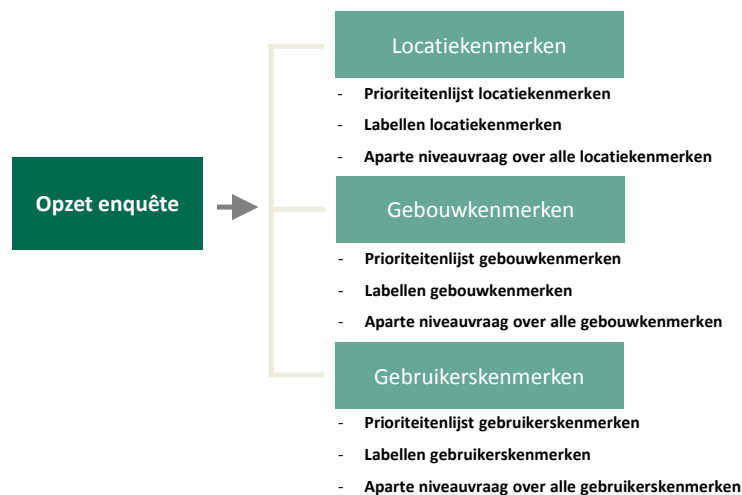 Locatiekenmerken
- Prioriteitenlijst locatiekenmerken
- Labellen locatiekenmerken
- Aparte niveauvraag over alle locatiekenmerken
Opzet enquête
Gebouwkenmerken
- Prioriteitenlijst gebouwkenmerken
- Labellen gebouwkenmerken
- Aparte niveauvraag over alle gebouwkenmerken
Gebruikerskenmerken
- Prioriteitenlijst gebruikerskenmerken
- Labellen gebruikerskenmerken
- Aparte niveauvraag over alle gebruikerskenmerken